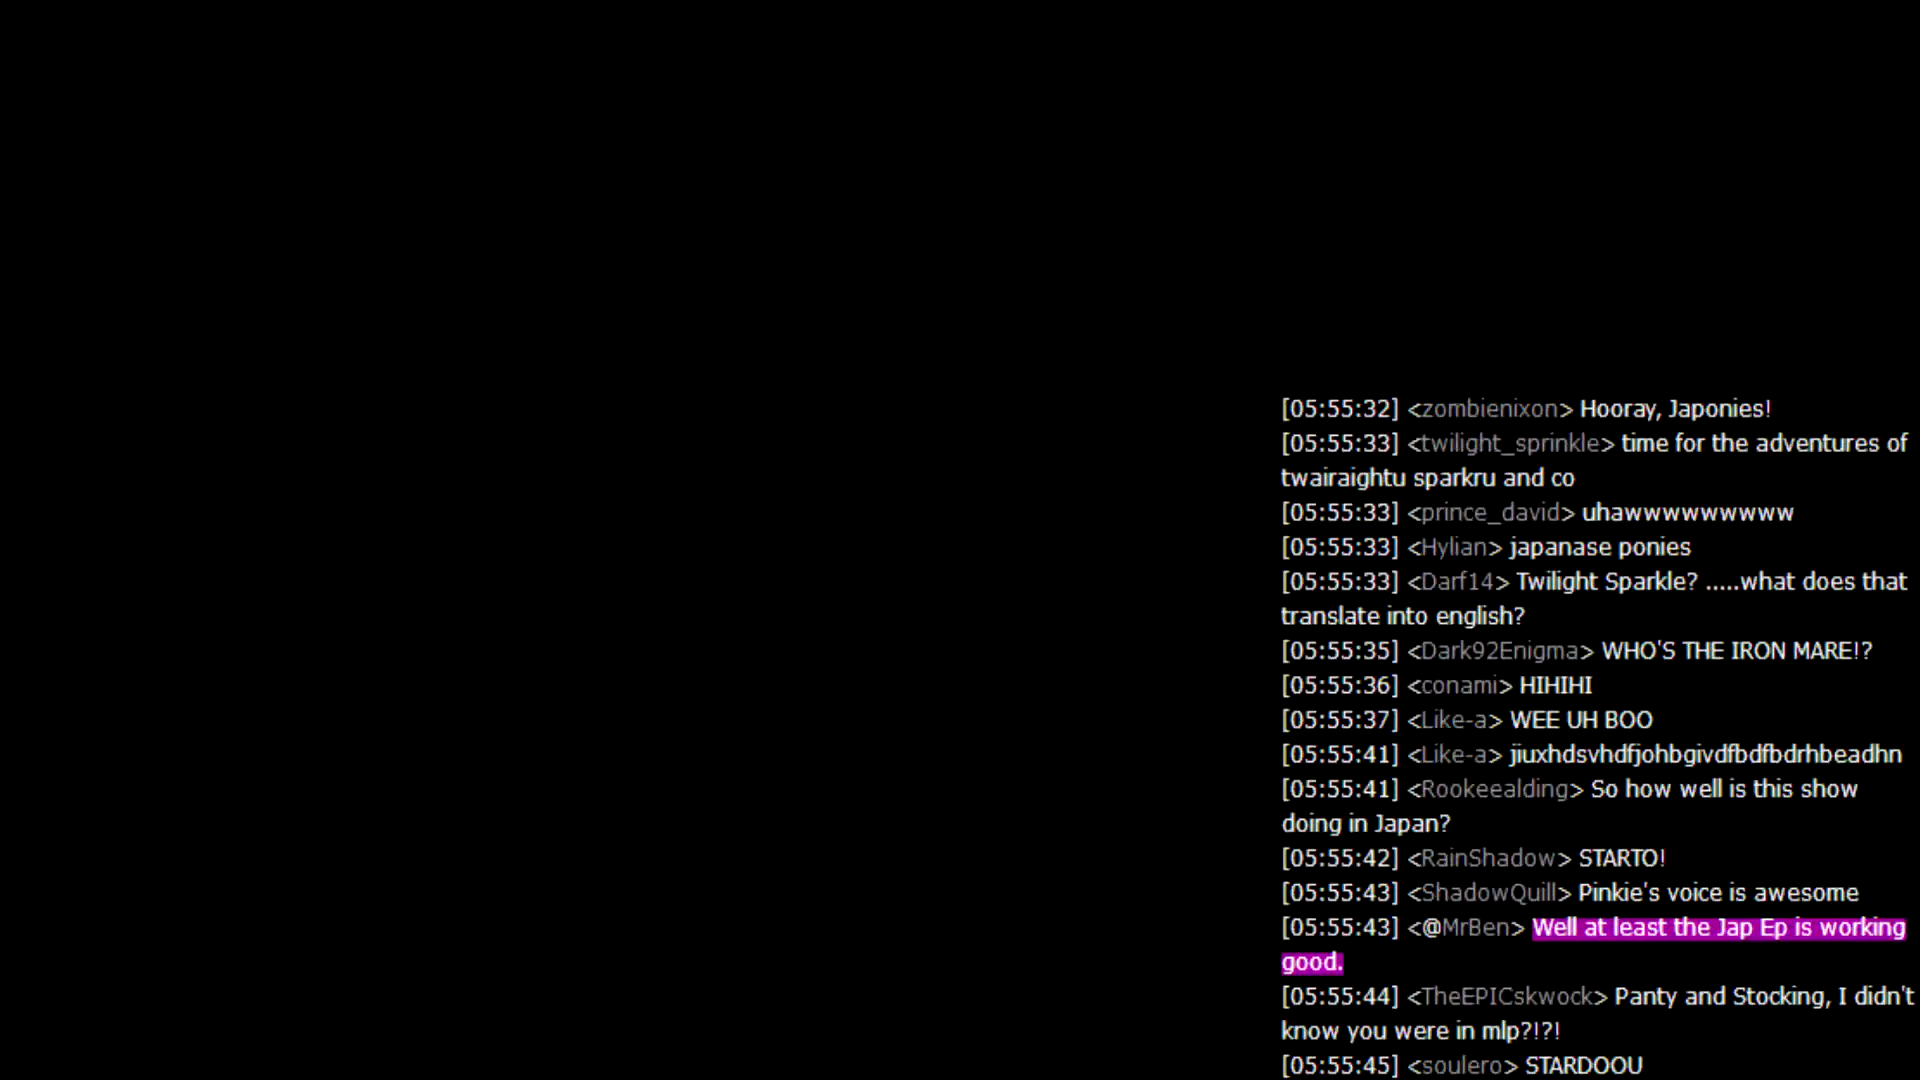 [05:55:32] <zombienixon> Hooray, Japonies!
[05:55:33] <twilight_sprinkle> time for the adventures of
twairaightu sparkru and co
[05:55:33] <prince_david> uhawwwwwwwww
[05:55:33] <Hylian> japanase ponies
[05:55:33] <Darf14> Twilight Sparkle? .....what does that
translate into english?
[05:55:35] <Dark92Enigma> WHO'S THE IRON MARE!?
[05:55:36] <conami> HIHIHI
[05:55:37] <Like-a> WEE UH BOO
[05:55:41] <Like-a> jiuxhdsvhdfjohbgivdfbdfbdrhbeadhn
[05:55:41] <Rookeealding> So how well is this show
doing in Japan?
[05:55:42] <RainShadow> STARTO!
[05:55:43] <ShadowQuill> Pinkie's voice is awesome
[05:55:43] <@MrBen> Well at least the Jap Ep is working
good.
[05:55:44] <TheEPICskwock> Panty and Stocking, I didn't
know you were in mlp?!?!
[05:55:45] <soulero> STARDOOU